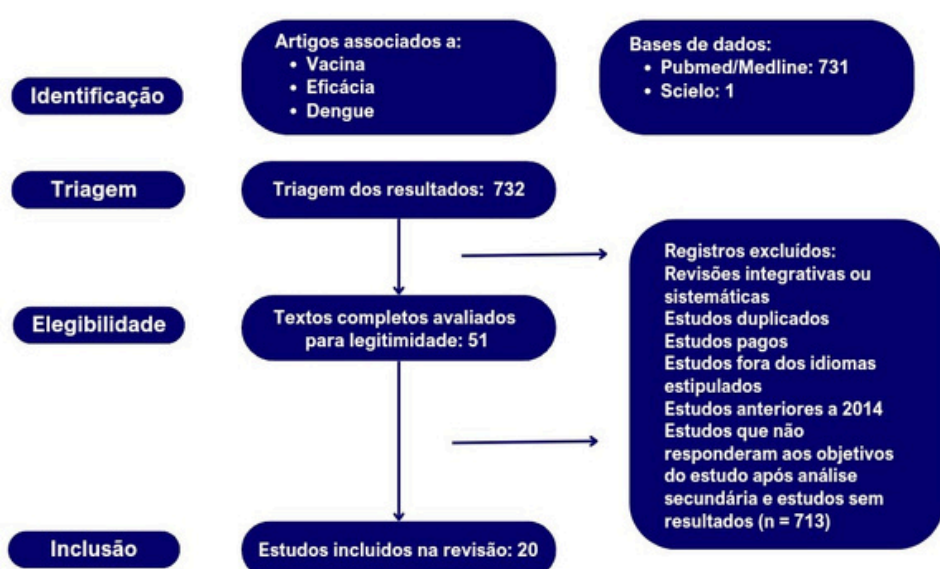 Identificação
Artigos associados a:
• Vacina
• Eficácia
• Dengue
Bases de dados:
• Pubmed/Medline: 731
• Scielo: 1
Triagem
Triagem dos resultados: 732
Elegibilidade
Textos completos avaliados
para legitimidade: 51
Registros excluídos:
Revisões integrativas ou
sistemáticas
Estudos duplicados
Estudos pagos
Estudos fora dos idiomas
estipulados
Estudos anteriores a 2014
Estudos que não
responderam aos objetivos
do estudo após análise
secundária e estudos sem
resultados (n = 713)
Inclusão
Estudos incluidos na revisão: 20